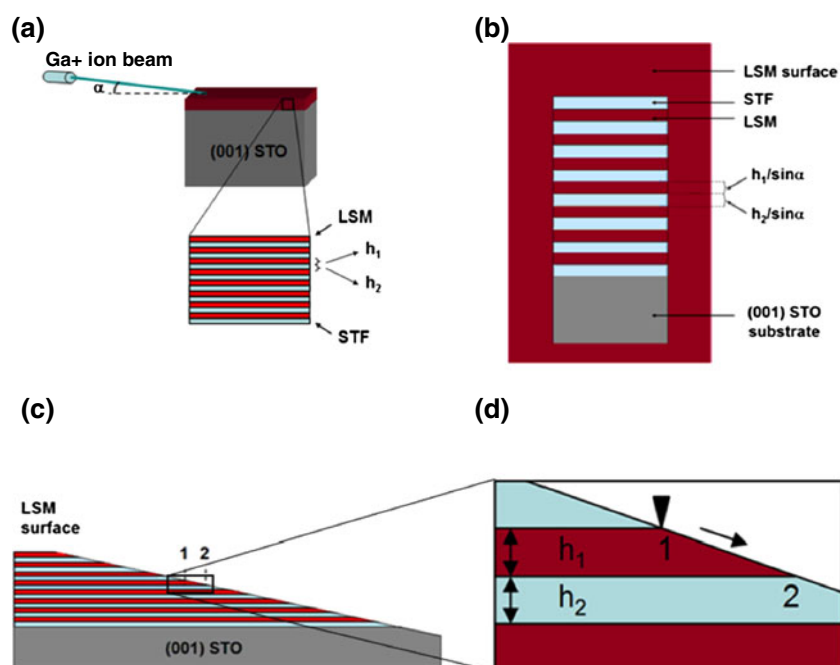 (a)
Ga+ ion beam
α
(001) STO
LSM
h1
h2
STF
(b)
LSM surface
STF
LSM
h1/sinα
h2/sinα
(001) STO
substrate
(c)
LSM
surface
1 2
(001) STO
(d)
h1
1
h2
2